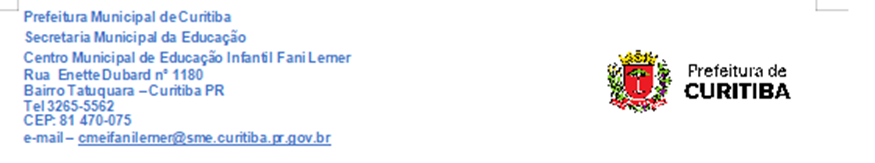 Prefeitura Municipal de Curitiba
Secretaria Municipal da Educação
Centro Municipal de Educação Infantil Fani Lerner
Rua Enette Dubard nº 1180
Bairro Tatuquara – Curitiba PR
Tel 3265-5562
CEP: 81 470-075
e-mail – cmeifanilerner@sme.curitiba.pr.gov.br
Prefeitura de
CURITIBA